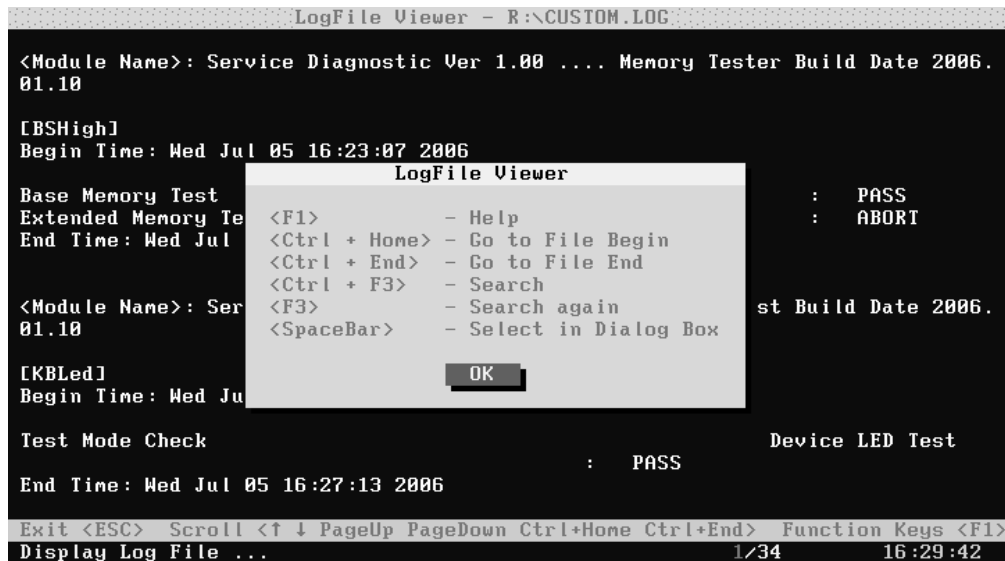 LogFile Viewer - R:\CUSTOM.LOG
<Module Name>: Service Diagnostic Ver 1.00 .... Memory Tester Build Date 2006.
01.10
[BSHigh]
Begin Time: Wed Jul 05 16:23:07 2006
Base Memory Test : PASS
Extended Memory Te : ABORT
End Time: Wed Jul
<Module Name>: Ser st Build Date 2006.
01.10
[KBLed]
Begin Time: Wed Ju
LogFile Viewer
<F1> - Help
<Ctrl + Home> - Go to File Begin
<Ctrl + End> - Go to File End
<Ctrl + F3> - Search
<F3> - Search again
<SpaceBar> - Select in Dialog Box
OK
Test Mode Check Device LED Test
: PASS
End Time: Wed Jul 05 16:27:13 2006
Exit <ESC> Scroll <↑ ↓ PageUp PageDown Ctrl+Home Ctrl+End> Function Keys <F1>
Display Log File ... 1/34 16:29:42